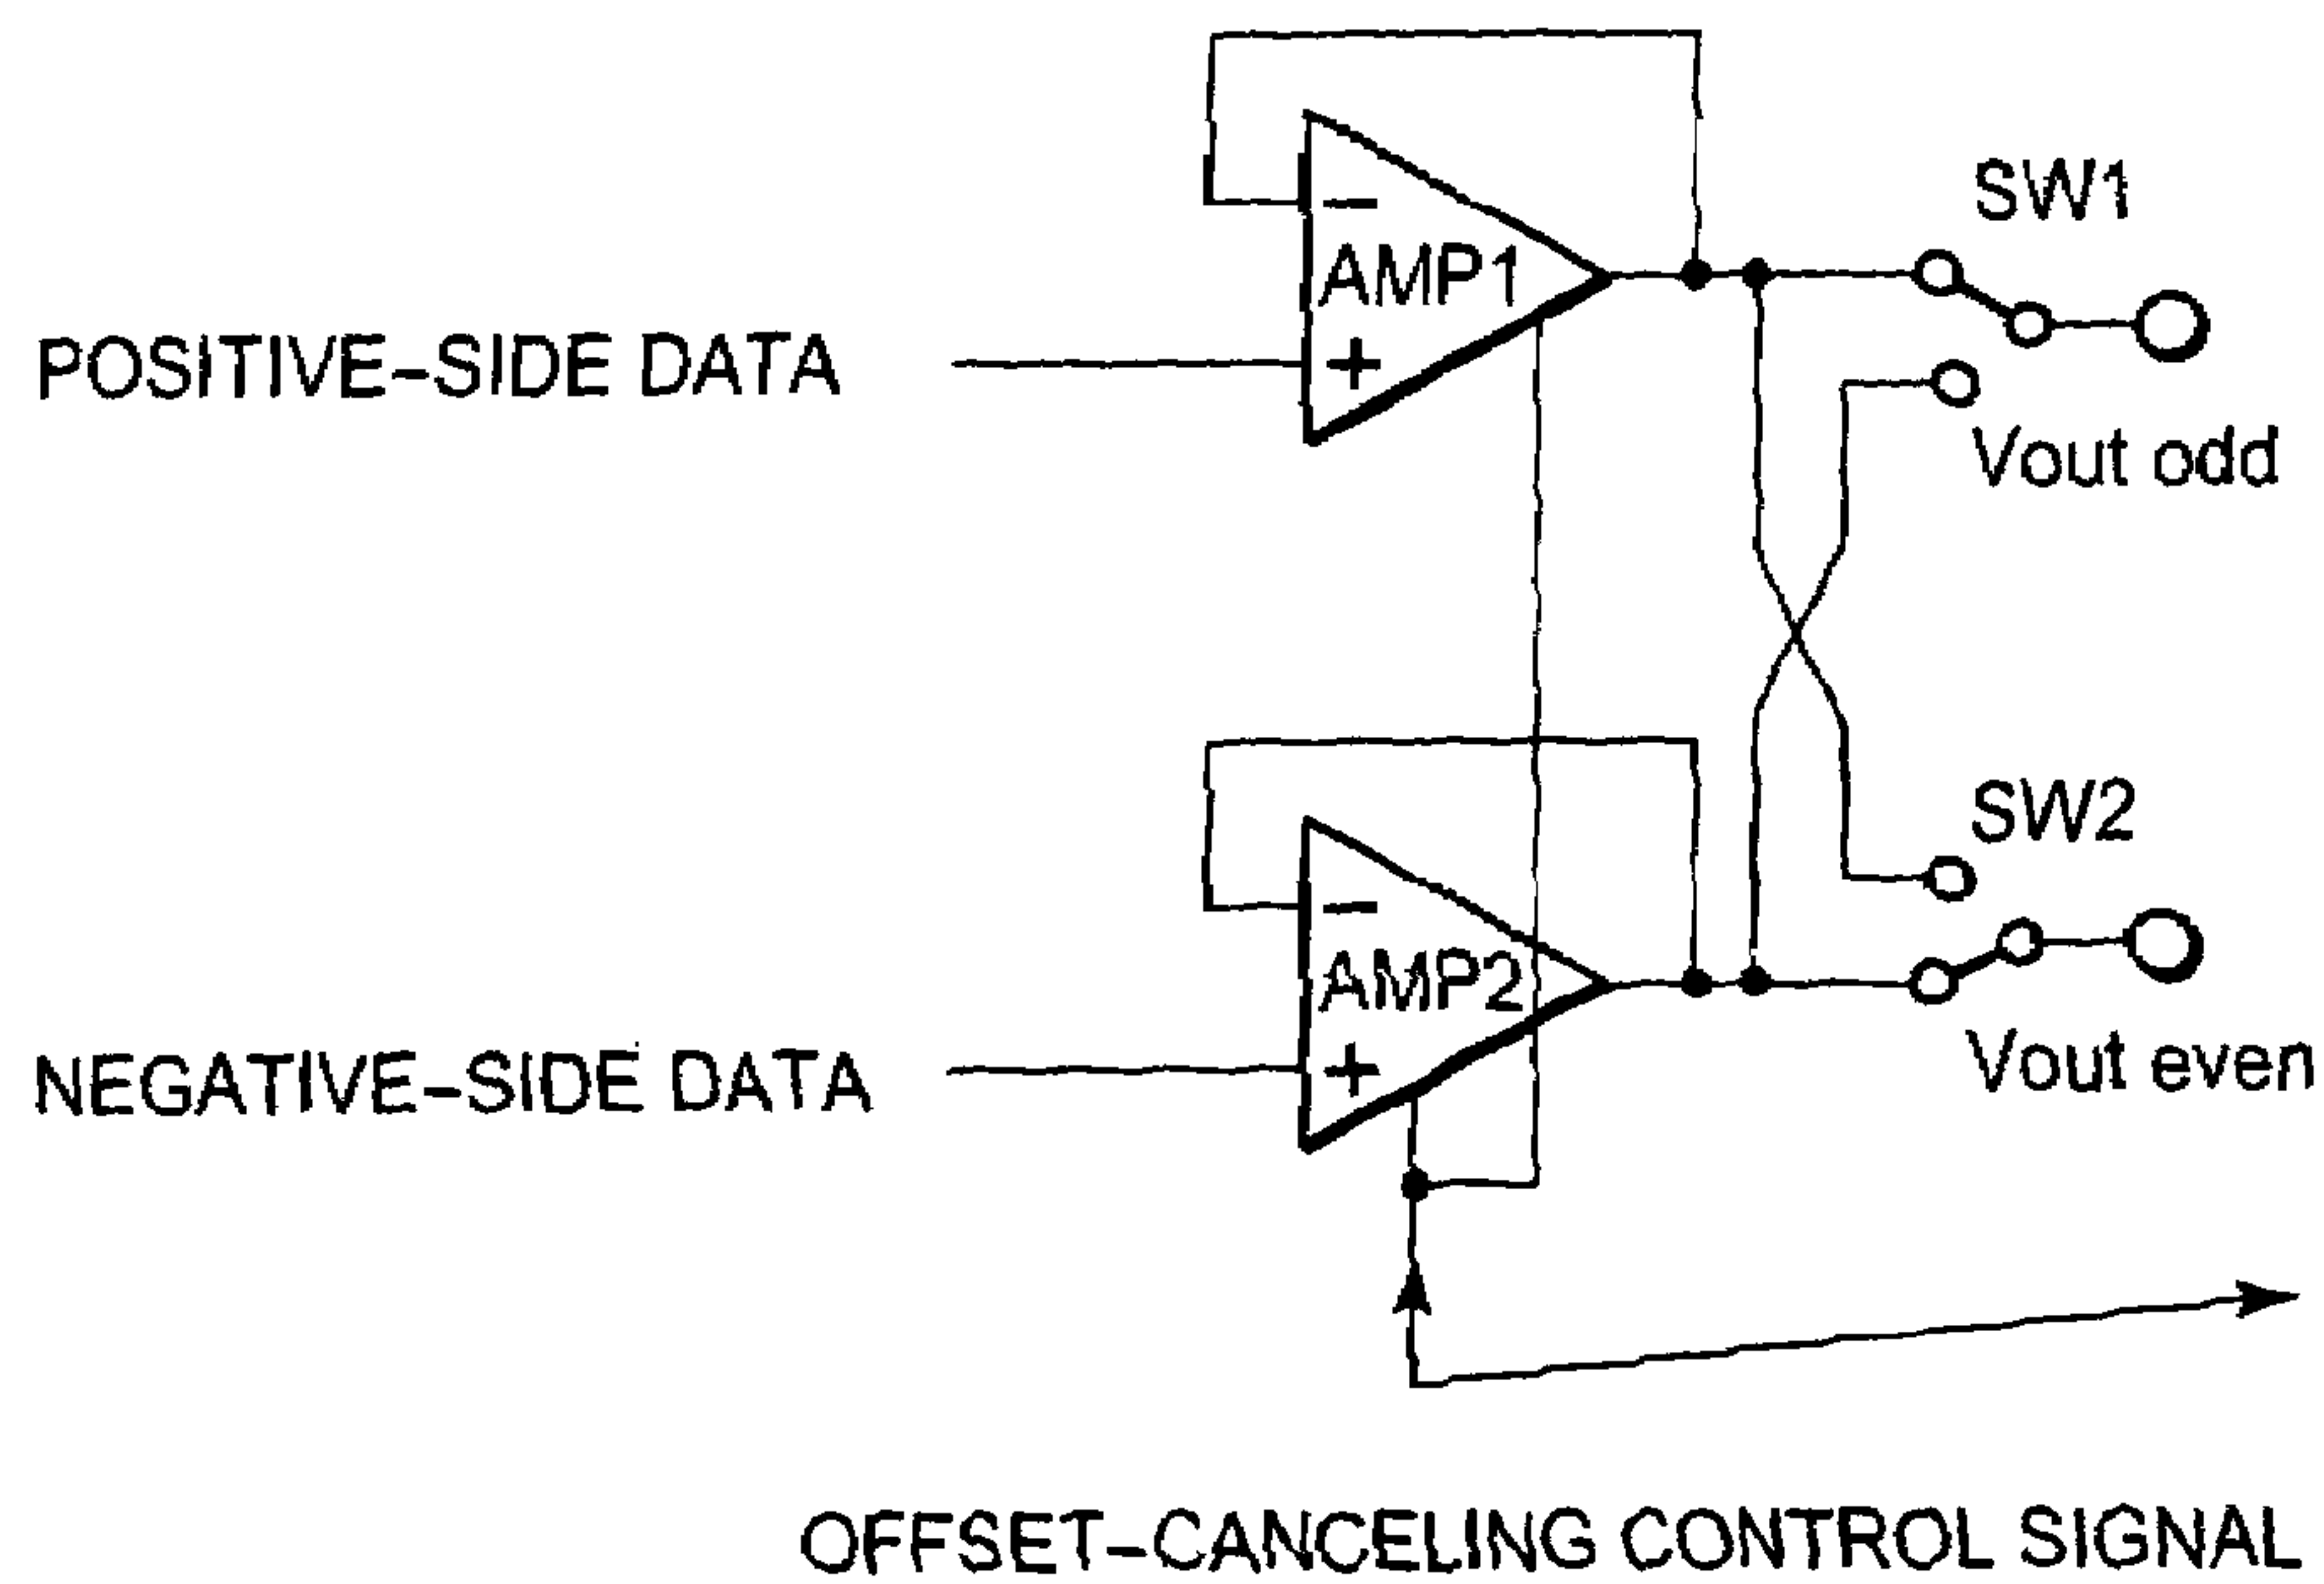 SW1
−
AMP1
+
POSITIVE–SIDE DATA
Vout odd
SW2
−
AMP2
+
NEGATIVE–SIDE DATA
Vout even
OFFSET–CANCELING CONTROL SIGNAL